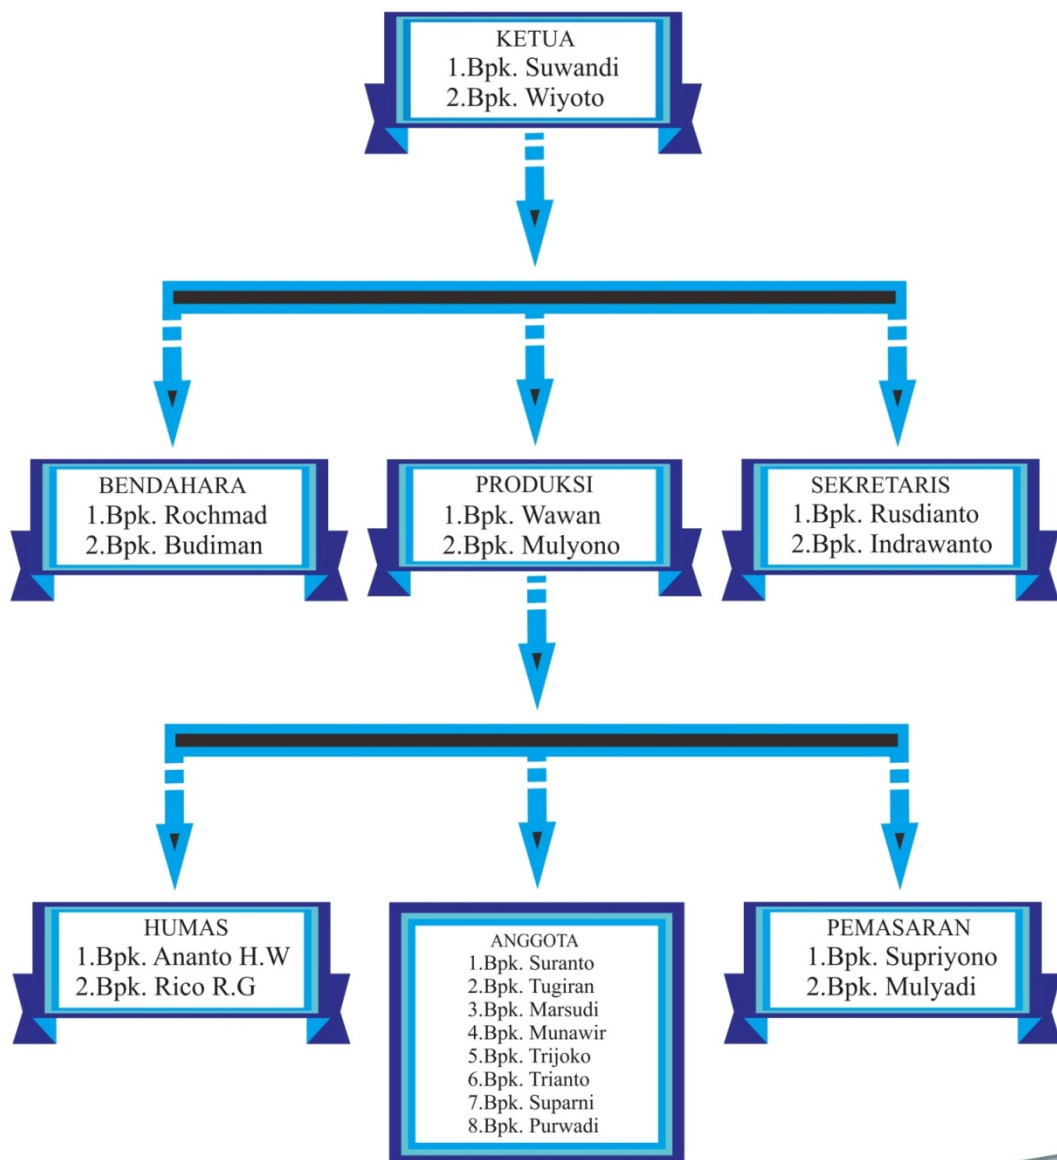 KETUA
1.Bpk. Suwandi
2.Bpk. Wiyoto
BENDAHARA
1.Bpk. Rochmad
2.Bpk. Budiman
PRODUKSI
1.Bpk. Wawan
2.Bpk. Mulyono
SEKRETARIS
1.Bpk. Rusdianto
2.Bpk. Indrawanto
HUMAS
1.Bpk. Ananto H.W
2.Bpk. Rico R.G
ANGGOTA
1.Bpk. Suranto
2.Bpk. Tugiran
3.Bpk. Marsudi
4.Bpk. Munawir
5.Bpk. Trijoko
6.Bpk. Trianto
7.Bpk. Suparni
8.Bpk. Purwadi
PEMASARAN
1.Bpk. Supriyono
2.Bpk. Mulyadi